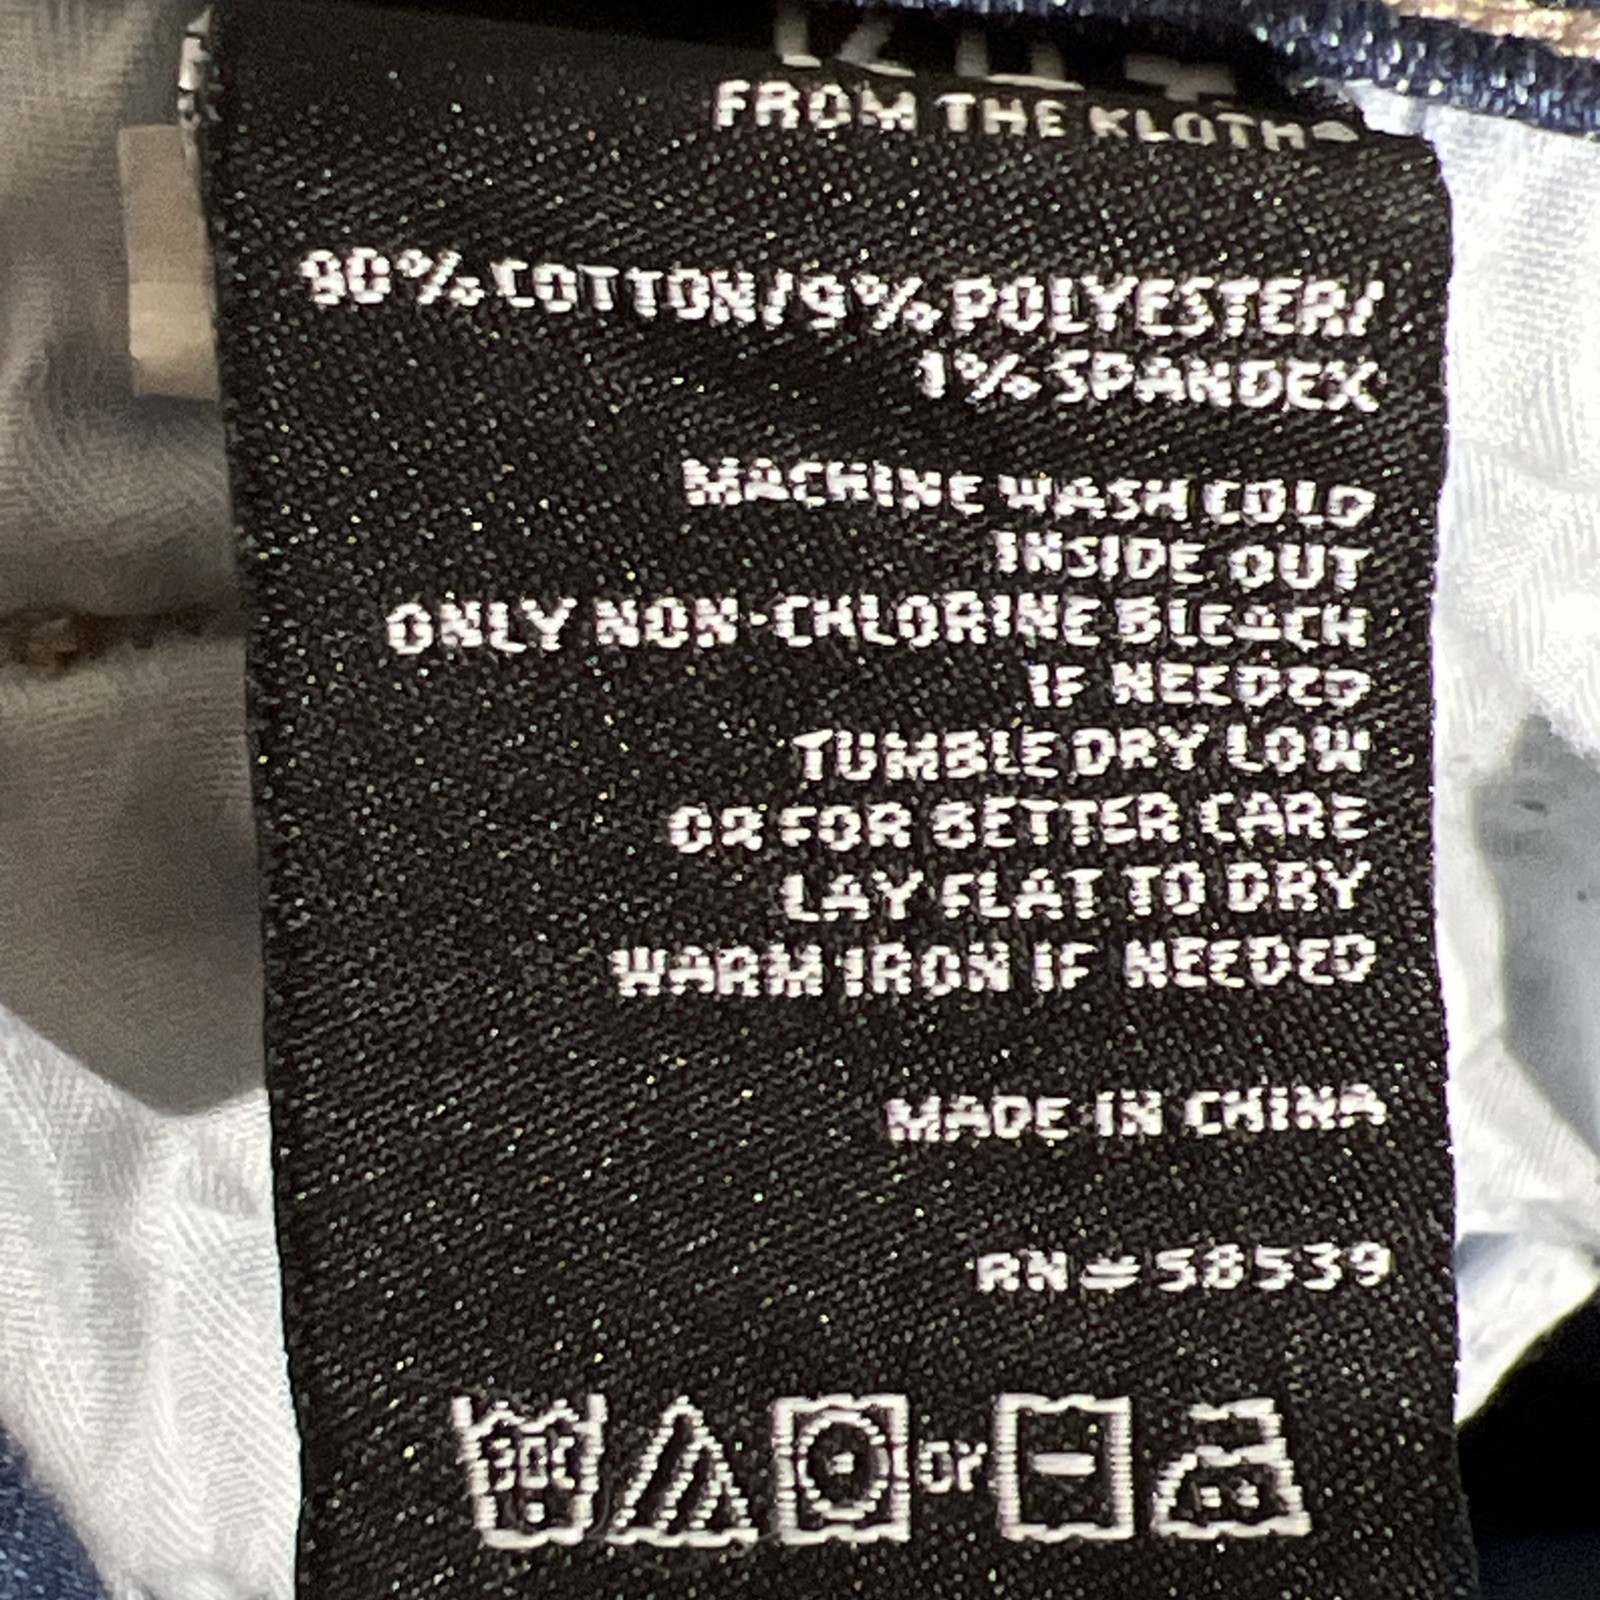 FROM THE KLOTH®
90% COTTON/9% POLYESTER/
1% SPANDEX
MACHINE WASH COLD
INSIDE OUT
ONLY NON-CHLORINE BLEACH
IF NEEDED
TUMBLE DRY LOW
OR FOR BETTER CARE
LAY FLAT TO DRY
WARM IRON IF NEEDED
MADE IN CHINA
RN#58539
30C or